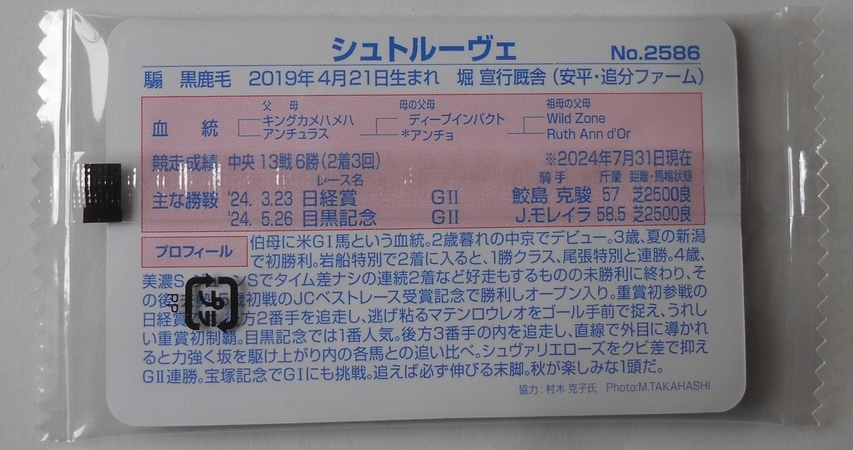 シュトルーヴェ No.2586
騸 黒鹿毛 2019年4月21日生まれ 堀 宣行厩舎(安平・追分ファーム)
父 母 母の父母 祖母の父母
血統 キングカメハメハ ディープインパクト Wild Zone
アンチュラス *アンチョ Ruth Ann d'Or
競走成績 中央 13戦6勝(2着3回) ※2024年7月31日現在
レース名 騎手 斤量 距離・馬場状態
主な勝鞍 '24. 3.23 日経賞 GⅡ 鮫島 克駿 57 芝2500良
'24. 5.26 目黒記念 GⅡ J.モレイラ 58.5 芝2500良
プロフィール 伯母に米GⅠ馬という血統。2歳暮れの中京でデビュー。3歳、夏の新潟
で初勝利。岩船特別で2着に入ると、1勝クラス、尾張特別と連勝。4歳、
美濃S、 ンSでタイム差ナシの連続2着など好走もするものの未勝利に終わり、そ
の後 歳初戦のJCベストレース受賞記念で勝利しオープン入り。重賞初参戦の
日経賞 後方2番手を追走し、逃げ粘るマテンロウレオをゴール手前で捉え、うれし
い重賞初制覇。目黒記念では1番人気。後方3番手の内を追走し、直線で外目に導かれ
ると力強く坂を駆け上がり内の各馬との追い比べ。シュヴァリエローズをクビ差で抑え
GⅡ連勝。宝塚記念でGⅠにも挑戦。追えば必ず伸びる末脚。秋が楽しみな1頭だ。
協力:村木 克子氏 Photo:M.TAKAHASHI
プラ
PP